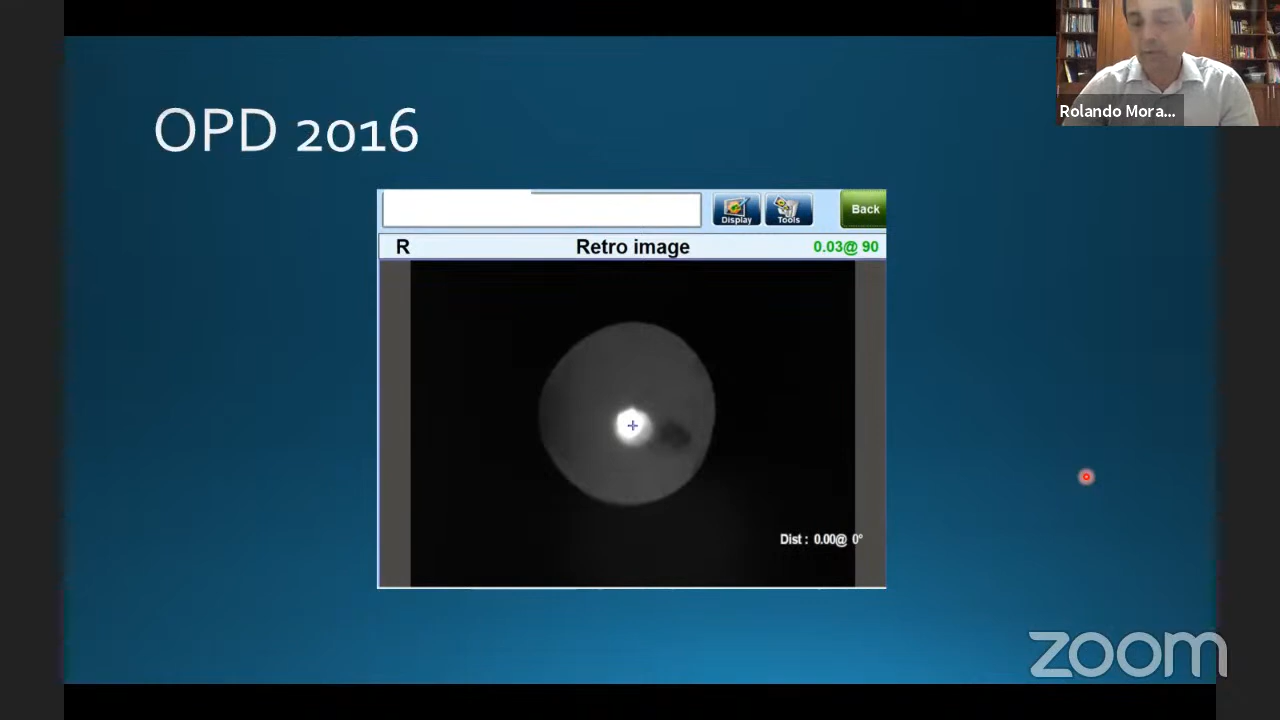 OPD 2016
Rolando Mora...
Display
Tools
Back
R
Retro image
0.03@ 90
Dist : 0.00@ 0°
zoom